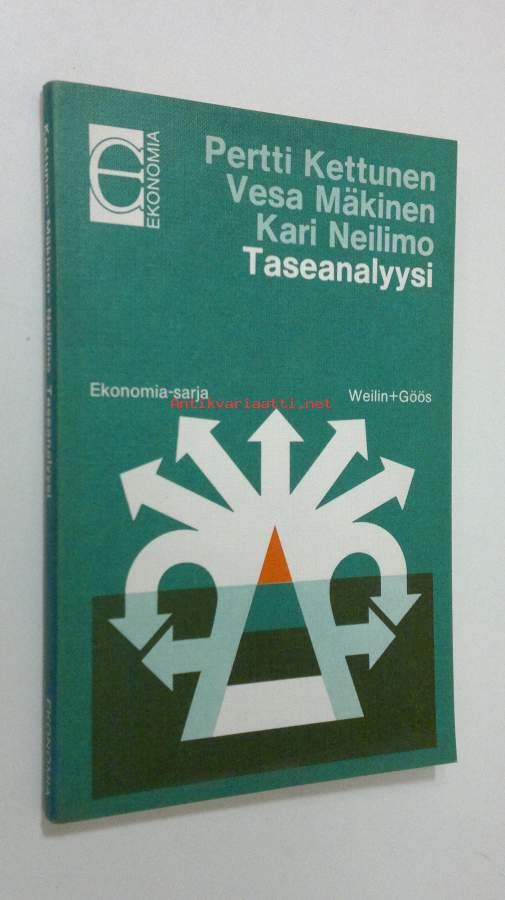 EKONOMIA
Pertti Kettunen
Vesa Mäkinen
Kari Neilimo
Taseanalyysi
Ekonomia-sarja
Weilin+Göös
Antikvariaatti.net
Kettunen – Mäkinen – Neilimo Taseanalyysi
EKONOMIA